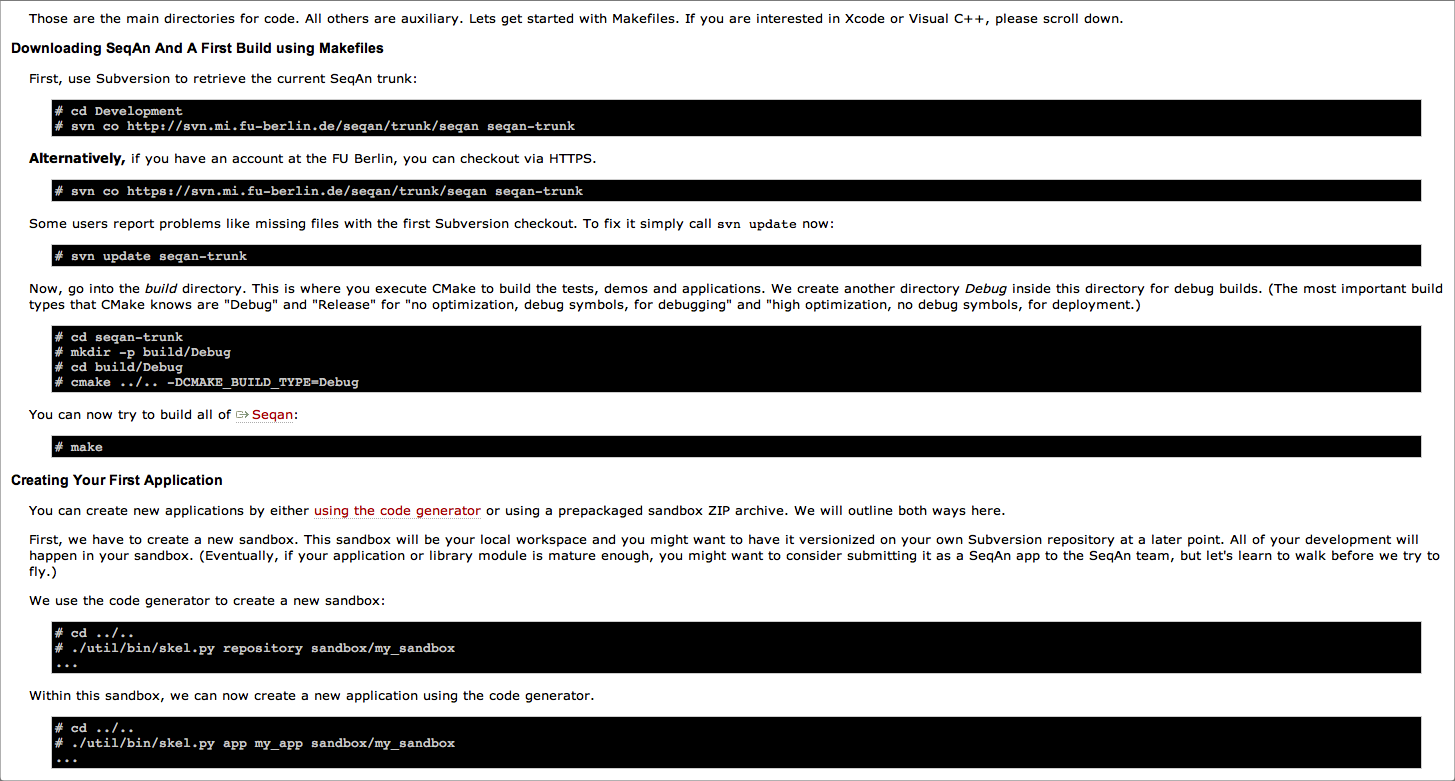 Those are the main directories for code. All others are auxiliary. Lets get started with Makefiles. If you are interested in Xcode or Visual C++, please scroll down.
Downloading SeqAn And A First Build using Makefiles
First, use Subversion to retrieve the current SeqAn trunk:
# cd Development
# svn co http://svn.mi.fu-berlin.de/seqan/trunk/seqan seqan-trunk
Alternatively, if you have an account at the FU Berlin, you can checkout via HTTPS.
# svn co https://svn.mi.fu-berlin.de/seqan/trunk/seqan seqan-trunk
Some users report problems like missing files with the first Subversion checkout. To fix it simply call svn update now:
# svn update seqan-trunk
Now, go into the build directory. This is where you execute CMake to build the tests, demos and applications. We create another directory Debug inside this directory for debug builds. (The most important build
types that CMake knows are "Debug" and "Release" for "no optimization, debug symbols, for debugging" and "high optimization, no debug symbols, for deployment.)
# cd seqan-trunk
# mkdir -p build/Debug
# cd build/Debug
# cmake ../.. -DCMAKE_BUILD_TYPE=Debug
You can now try to build all of Seqan:
# make
Creating Your First Application
You can create new applications by either using the code generator or using a prepackaged sandbox ZIP archive. We will outline both ways here.
First, we have to create a new sandbox. This sandbox will be your local workspace and you might want to have it versionized on your own Subversion repository at a later point. All of your development will
happen in your sandbox. (Eventually, if your application or library module is mature enough, you might want to consider submitting it as a SeqAn app to the SeqAn team, but let's learn to walk before we try to
fly.)
We use the code generator to create a new sandbox:
# cd ../..
# ./util/bin/skel.py repository sandbox/my_sandbox
...
Within this sandbox, we can now create a new application using the code generator.
# cd ../..
# ./util/bin/skel.py app my_app sandbox/my_sandbox
...